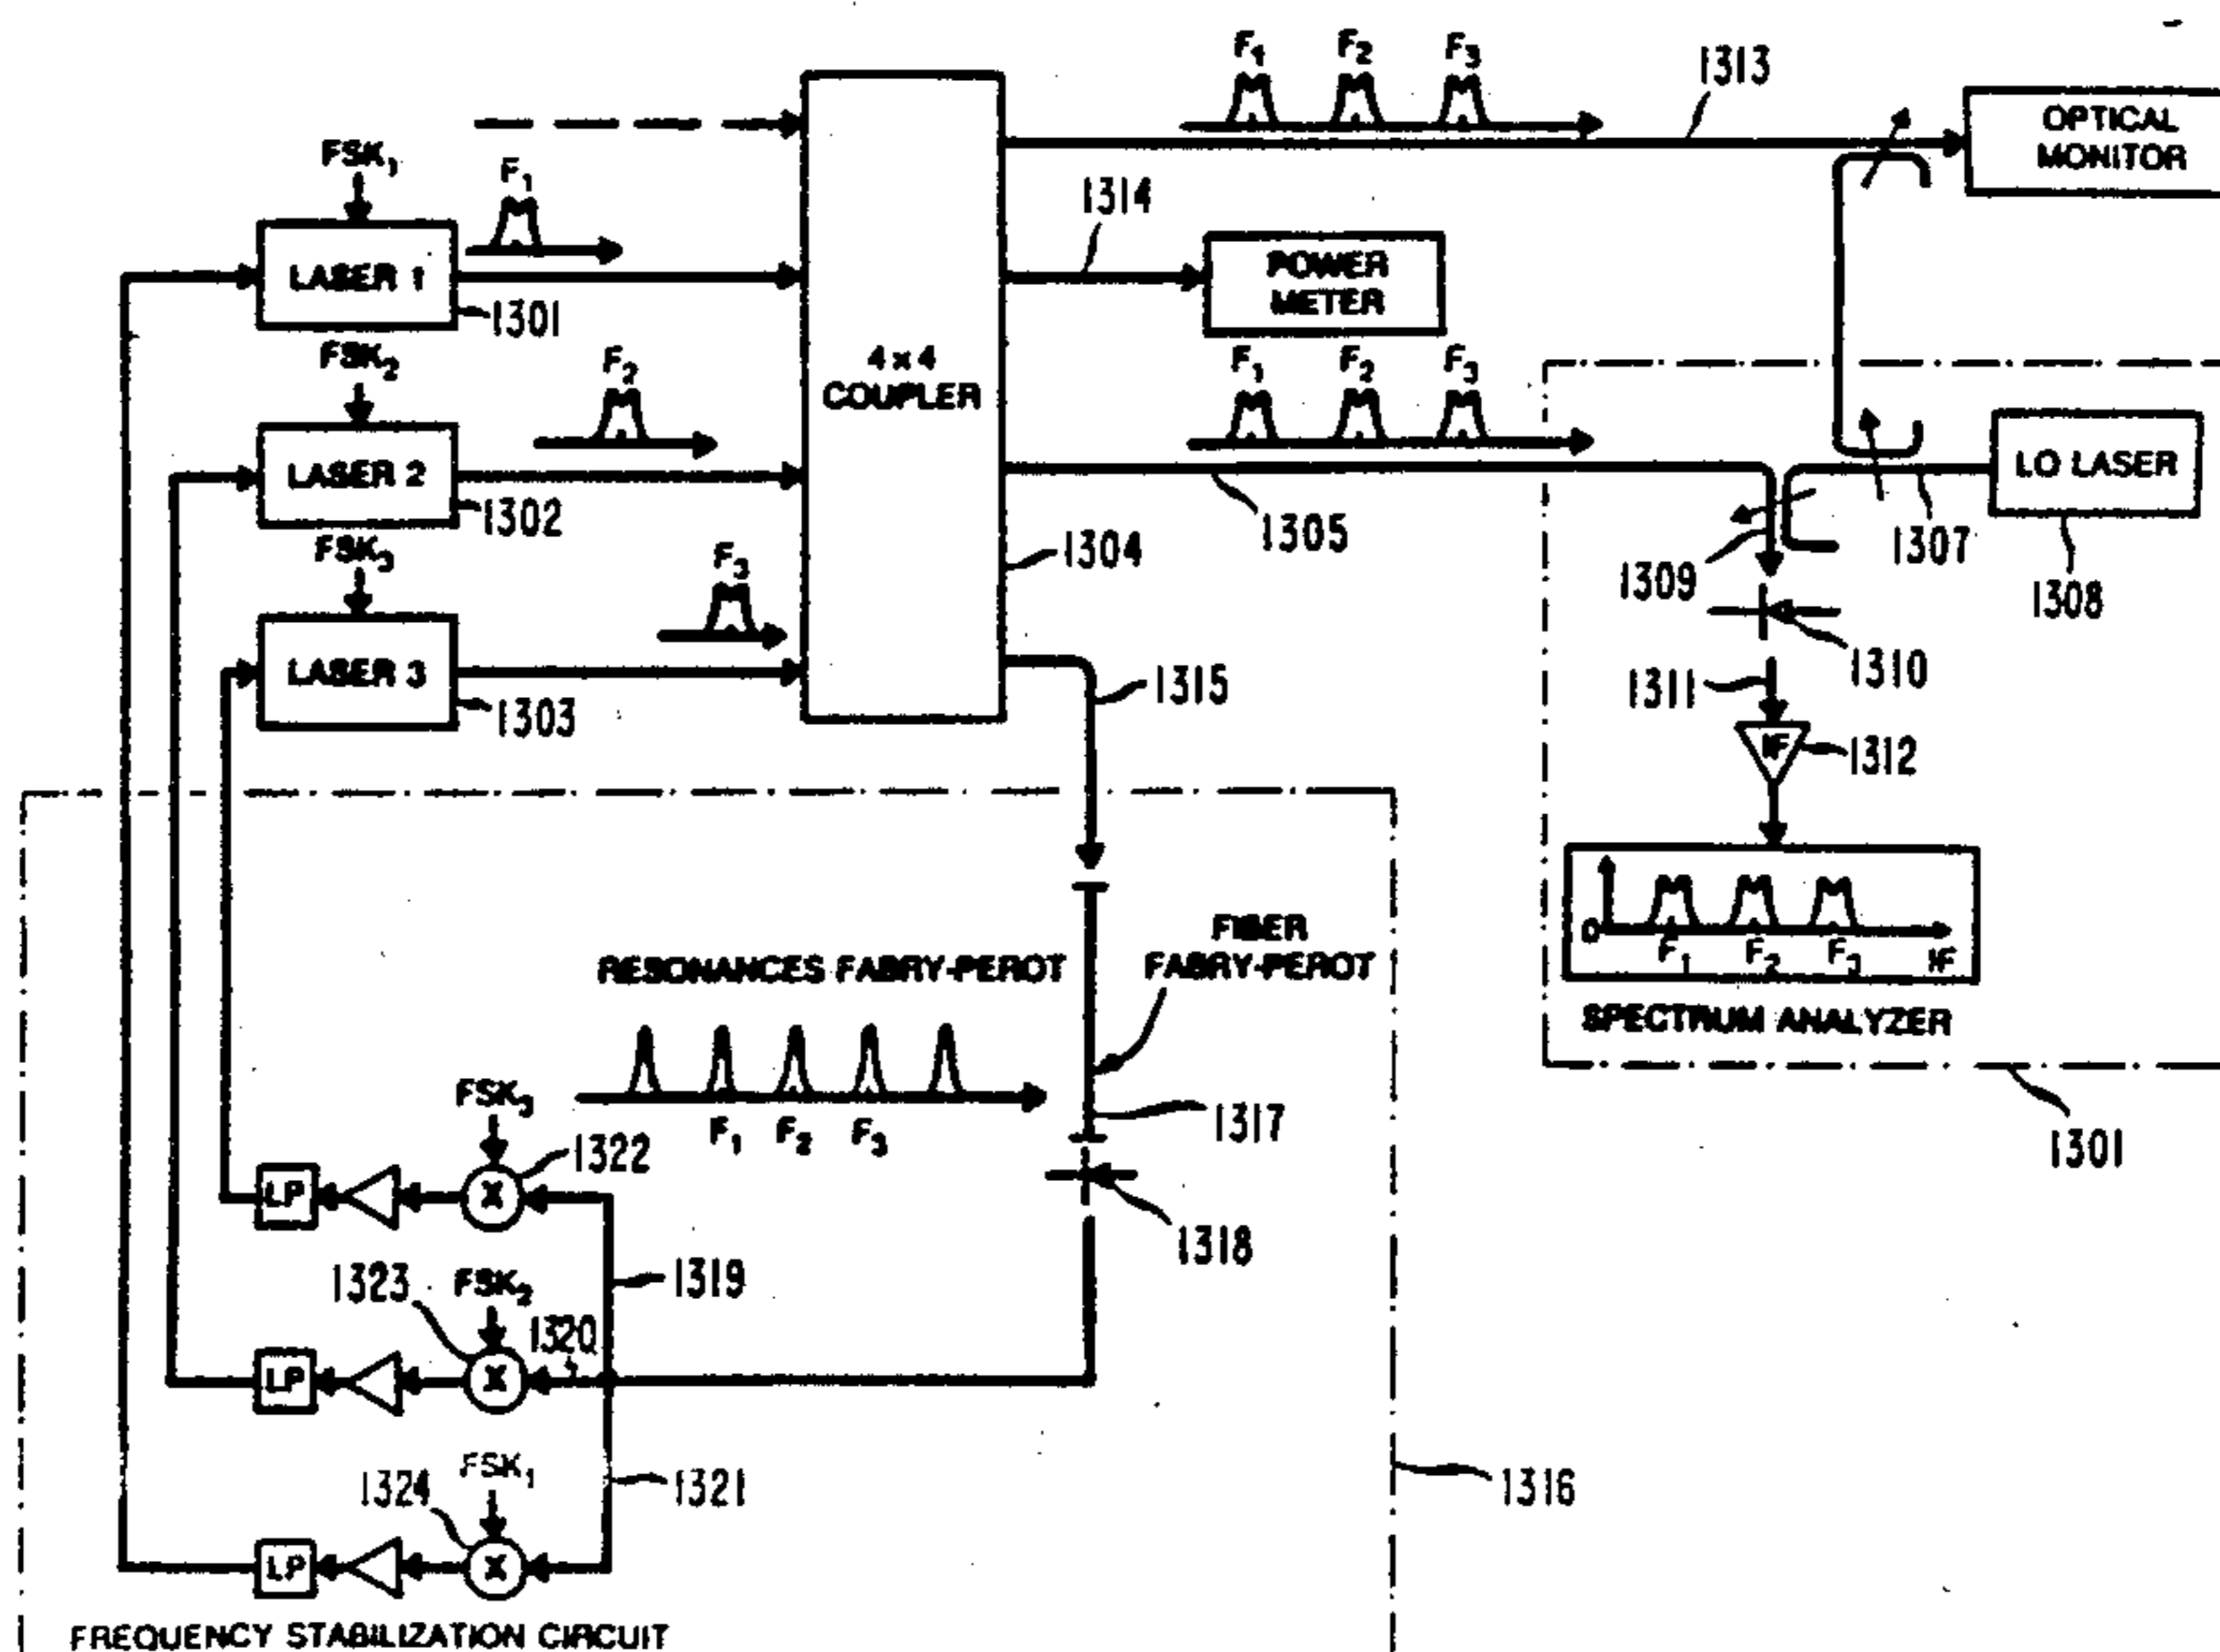 F1 F2 F3
1313
OPTICAL
MONITOR
FSK1
F1
1314
LASER 1
1301
POWER
METER
FSK2
F2
4 x 4
COUPLER
F1 F2 F3
LASER 2
1302
LO LASER
1305
1307
1308
1304
1309
FSK3
F3
1310
LASER 3
1303
1315
1311
IF
1312
0
F1 F2 F3 IF
SPECTRUM ANALYZER
1301
FIBER
FABRY-PEROT
RESONANCES FABRY-PEROT
F1 F2 F3
1317
1318
FSK3
1322
LP
X
1319
1323
FSK2
1320
LP
X
1324
FSK1
1321
1316
LP
X
FREQUENCY STABILIZATION CIRCUIT